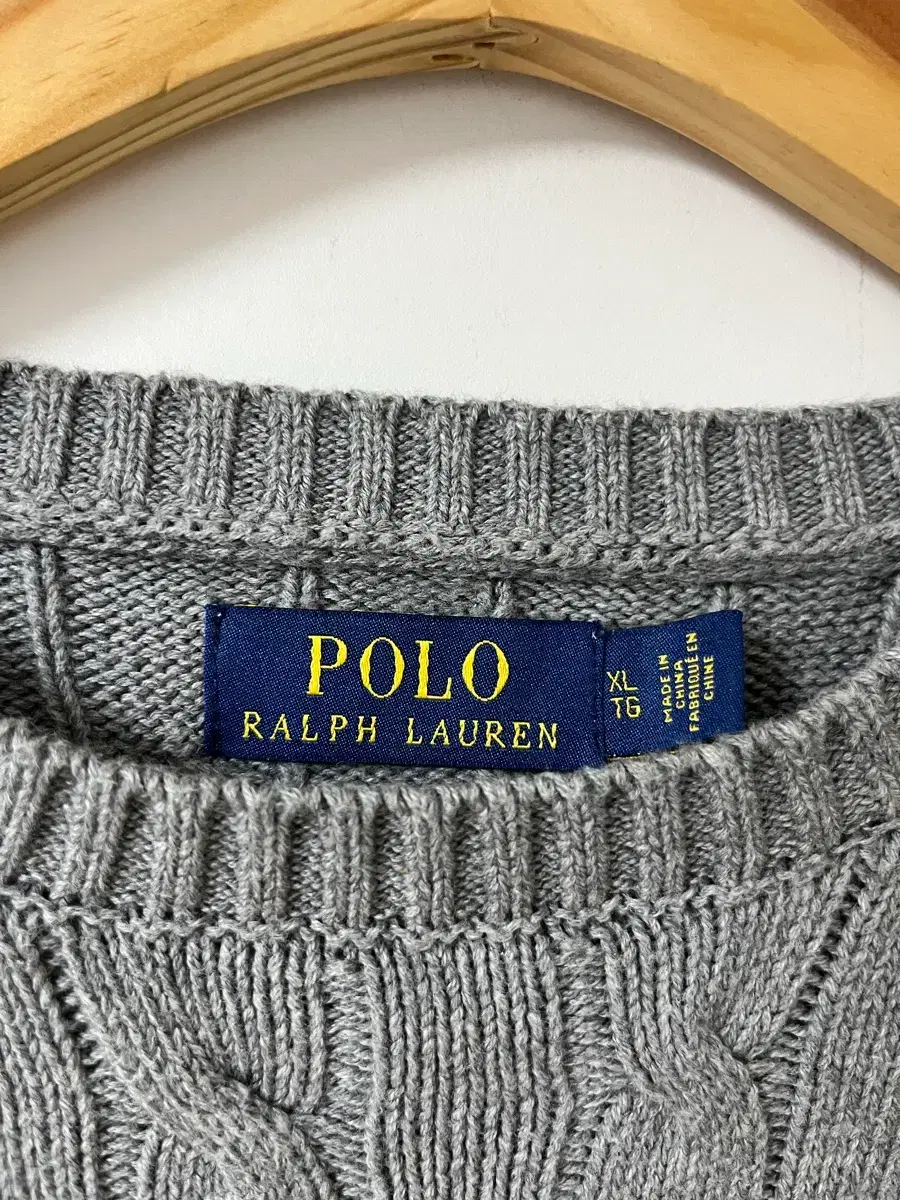 POLO
RALPH LAUREN
XL
TG
MADE IN
CHINA
FABRIQUÉ EN
CHINE